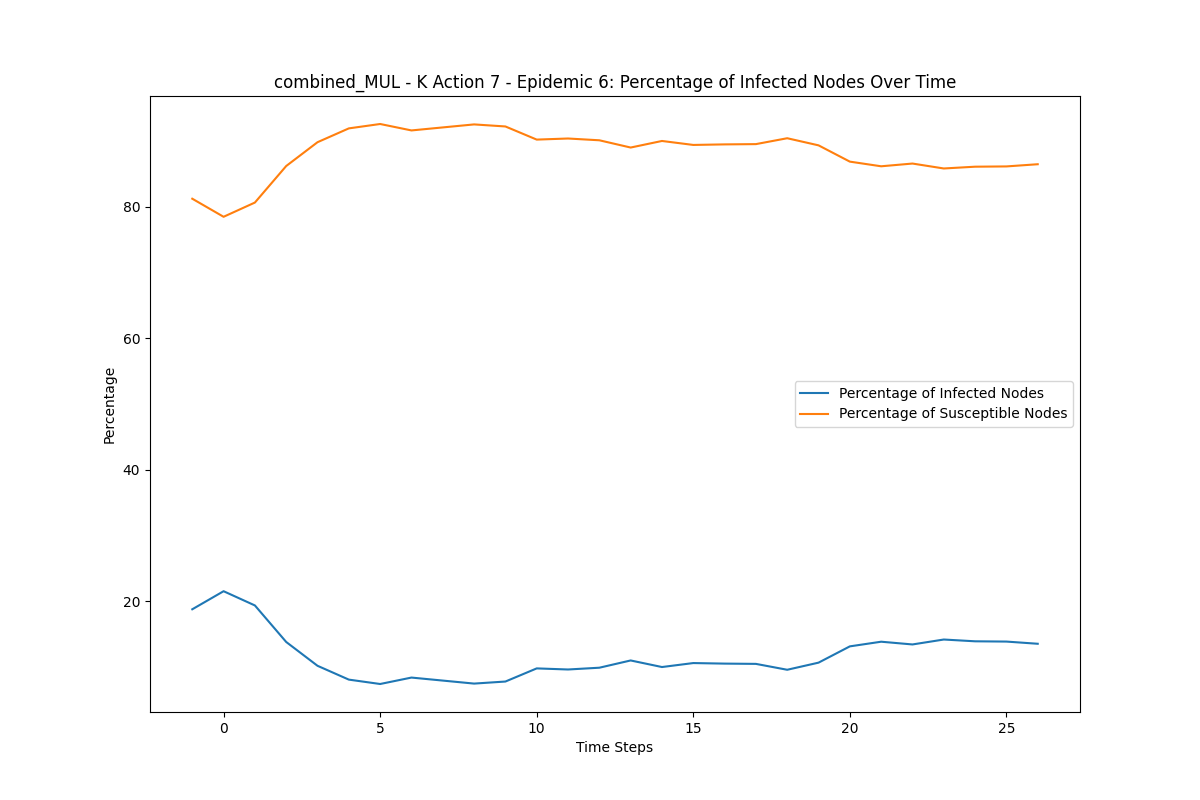 combined_MUL - K Action 7 - Epidemic 6: Percentage of Infected Nodes Over Time
Percentage
80
60
40
20
Percentage of Infected Nodes
Percentage of Susceptible Nodes
0 5 10 15 20 25
Time Steps